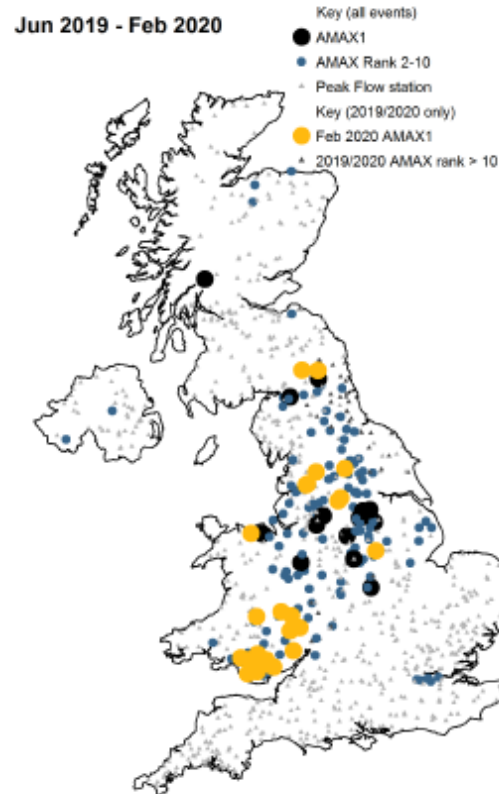 Key (all events)
Jun 2019 - Feb 2020
AMAX1
AMAX Rank 2-10
Peak Flow station
Key (2019/2020 only)
Feb 2020 AMAX1
2019/2020 AMAX rank > 10